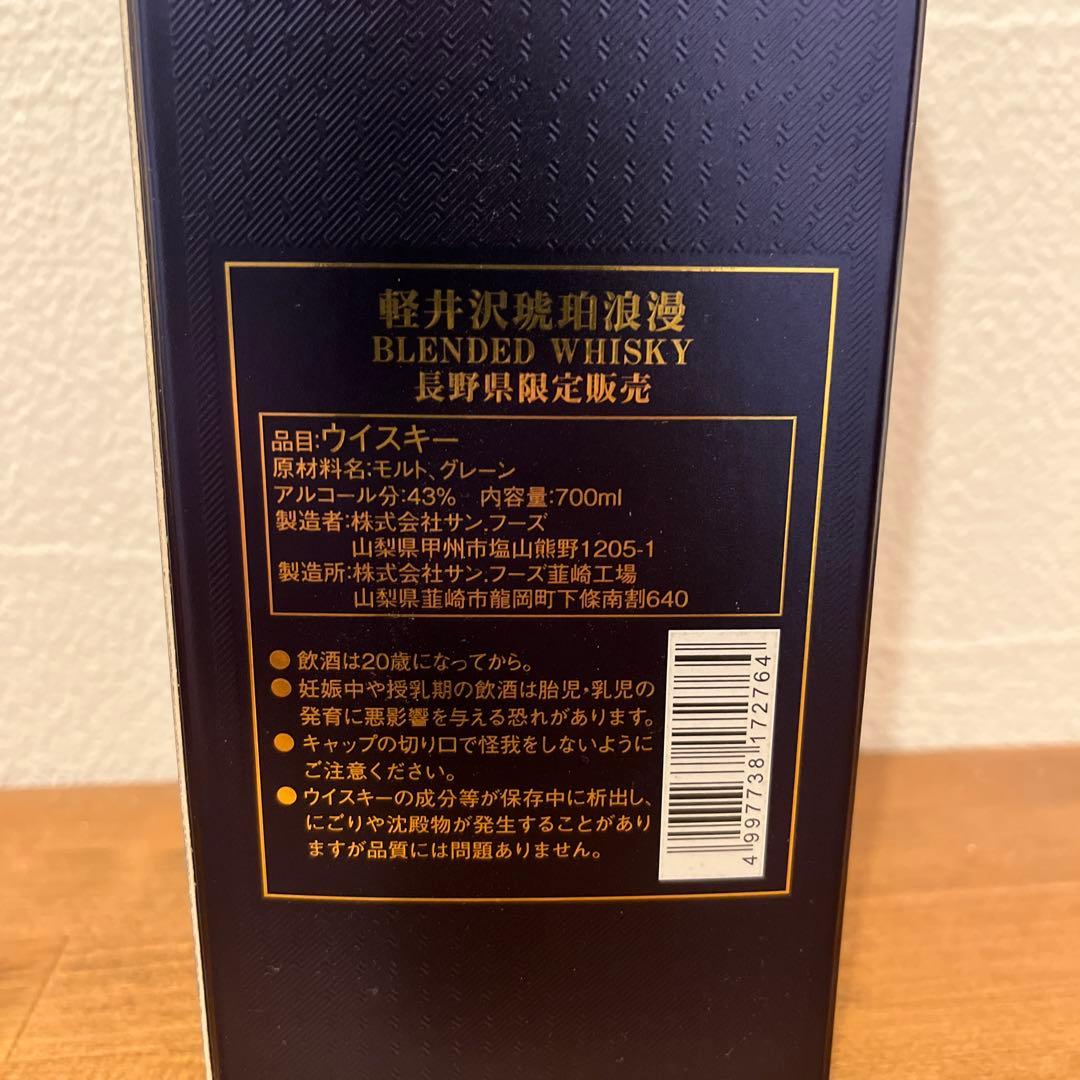 軽井沢琥珀浪漫
BLENDED WHISKY
長野県限定販売
品目:ウイスキー
原材料名:モルト、グレーン
アルコール分:43% 内容量:700ml
製造者:株式会社サン.フーズ
山梨県甲州市塩山熊野1205-1
製造所:株式会社サン.フーズ韮崎工場
山梨県韮崎市龍岡町下條南割640
●飲酒は20歳になってから。
●妊娠中や授乳期の飲酒は胎児・乳児の
発育に悪影響を与える恐れがあります。
●キャップの切り口で怪我をしないように
ご注意ください。
●ウイスキーの成分等が保存中に析出し、
にごりや沈殿物が発生することがあり
ますが品質には問題ありません。
4 997738 172764